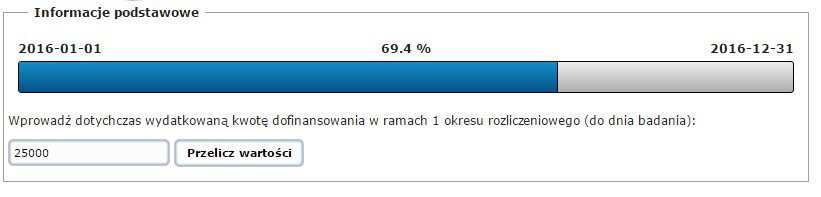 Informacje podstawowe
2016-01-01 69.4 % 2016-12-31
Wprowadź dotychczas wydatkowaną kwotę dofinansowania w ramach 1 okresu rozliczeniowego (do dnia badania):
25000 Przelicz wartości